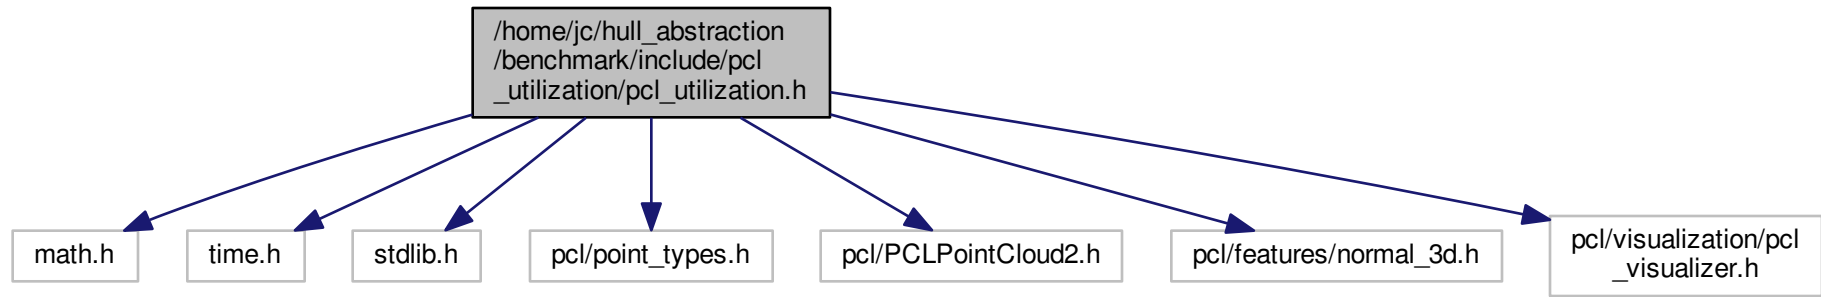 /home/jc/hull_abstraction
/benchmark/include/pcl
_utilization/pcl_utilization.h
math.h
time.h
stdlib.h
pcl/point_types.h
pcl/PCLPointCloud2.h
pcl/features/normal_3d.h
pcl/visualization/pcl
_visualizer.h